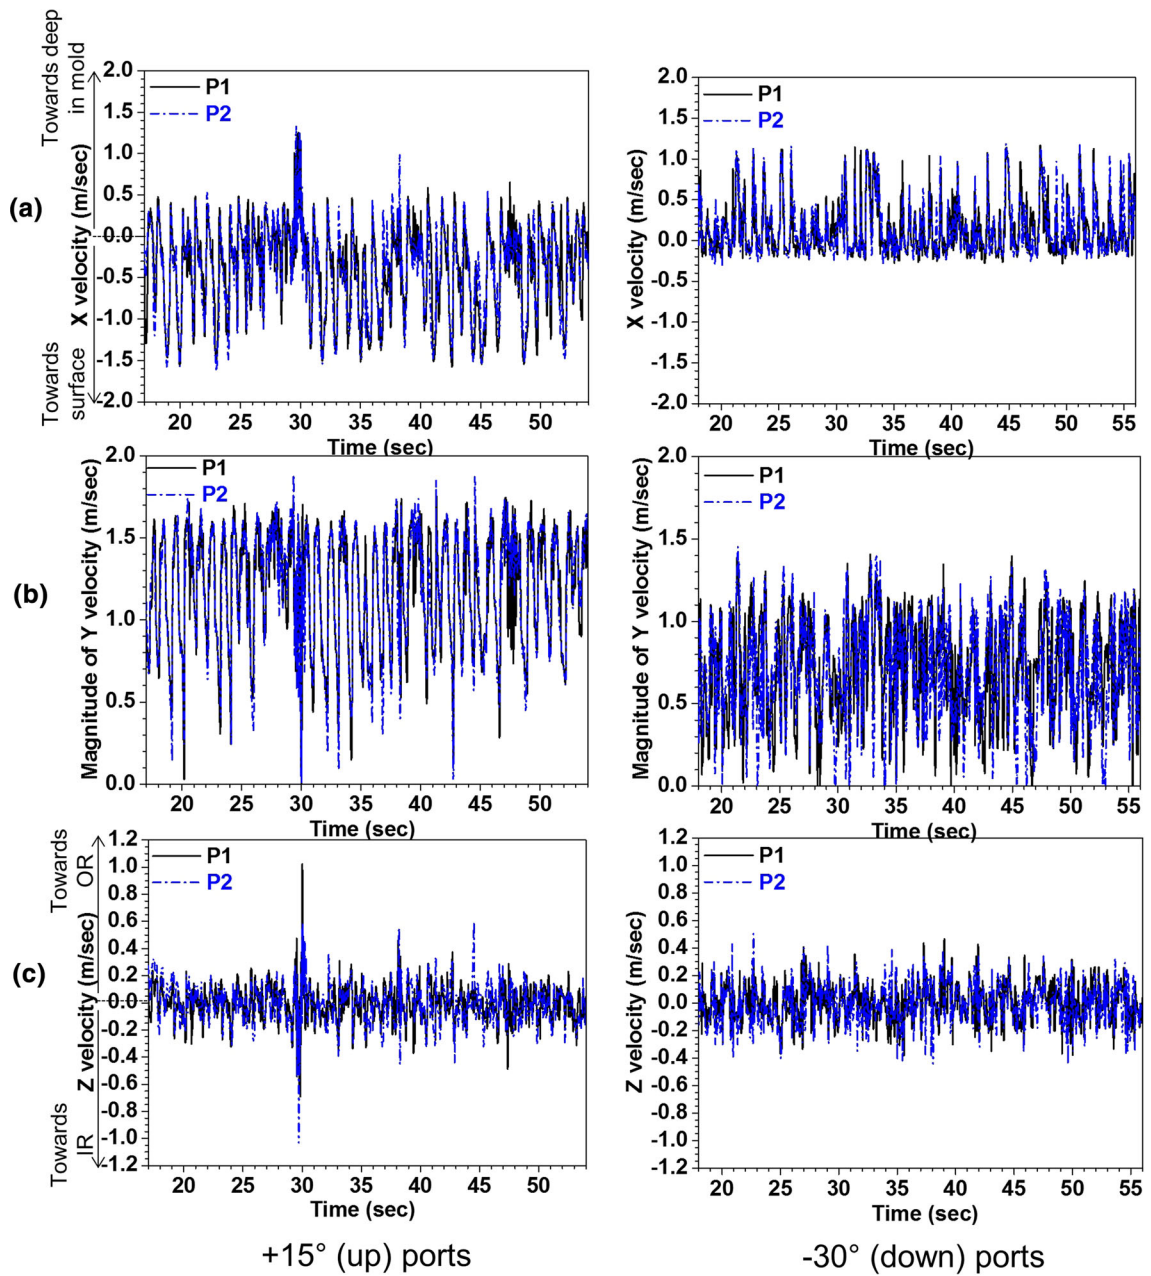 (a)
Towards deep
in mold
X velocity (m/sec)
Towards
surface
2.0
1.5
1.0
0.5
0.0
-0.5
-1.0
-1.5
-2.0
P1
P2
20 25 30 35 40 45 50
Time (sec)
X velocity (m/sec)
2.0
1.5
1.0
0.5
0.0
-0.5
-1.0
-1.5
-2.0
P1
P2
20 25 30 35 40 45 50 55
Time (sec)
(b)
Magnitude of Y velocity (m/sec)
2.0
1.5
1.0
0.5
0.0
P1
P2
20 25 30 35 40 45 50
Time (sec)
Magnitude of Y velocity (m/sec)
2.0
1.5
1.0
0.5
0.0
P1
P2
20 25 30 35 40 45 50 55
Time (sec)
(c)
Towards
OR
Z velocity (m/sec)
Towards
IR
1.2
1.0
0.8
0.6
0.4
0.2
0.0
-0.2
-0.4
-0.6
-0.8
-1.0
-1.2
P1
P2
20 25 30 35 40 45 50
Time (sec)
Z velocity (m/sec)
1.2
1.0
0.8
0.6
0.4
0.2
0.0
-0.2
-0.4
-0.6
-0.8
-1.0
-1.2
P1
P2
20 25 30 35 40 45 50 55
Time (sec)
+15° (up) ports
-30° (down) ports